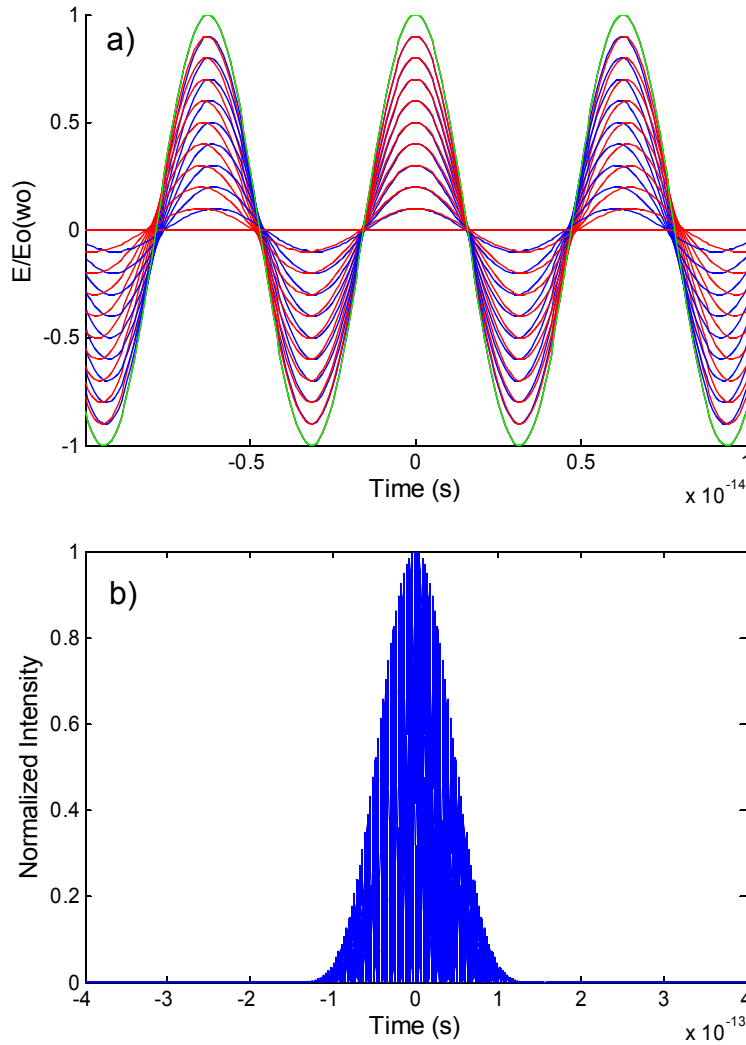 a)
1
0.5
0
-0.5
-1
E/Eo(wo)
-0.5 0 0.5 1
Time (s)
x 10^-14
b)
1
0.8
0.6
0.4
0.2
0
Normalized Intensity
-4 -3 -2 -1 0 1 2 3 4
Time (s)
x 10^-13